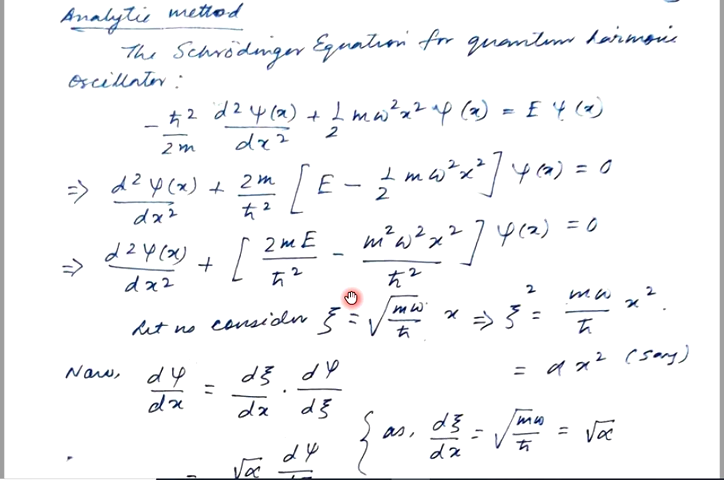 Analytic method
The Schrödinger Equation for quantum harmonic
oscillator:
- ℏ²/2m d²ψ(x)/dx² + 1/2 mω²x² ψ(x) = E ψ(x)
⇒ d²ψ(x)/dx² + 2m/ℏ² [E - 1/2 mω²x²] ψ(x) = 0
⇒ d²ψ(x)/dx² + [2mE/ℏ² - m²ω²x²/ℏ²] ψ(x) = 0
Let us consider ξ = √(mω/ℏ) x ⇒ ξ² = mω/ℏ x².
= α x² (say)
Now, dψ/dx = dξ/dx · dψ/dξ
{ as, dξ/dx = √(mω/ℏ) = √α
= √α dψ/